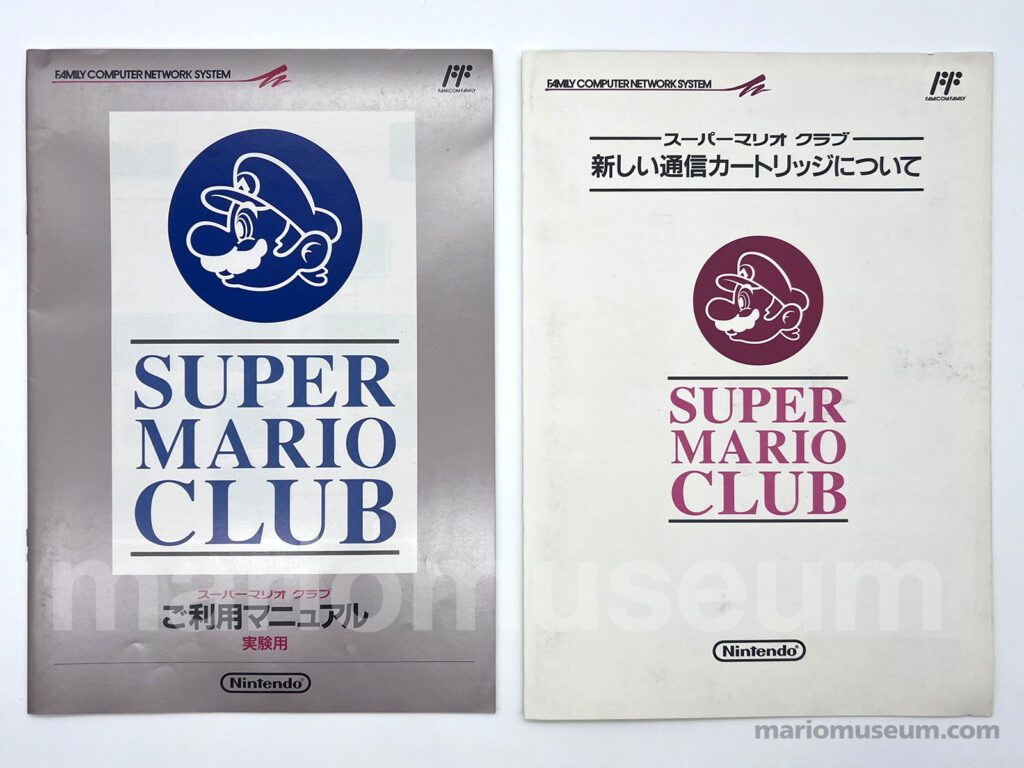 FAMILY COMPUTER NETWORK SYSTEM
FAMICOM FAMILY
SUPER
MARIO
CLUB
スーパーマリオ クラブ
ご利用マニュアル
実験用
Nintendo®
FAMILY COMPUTER NETWORK SYSTEM
FAMICOM FAMILY
スーパーマリオ クラブ
新しい通信カートリッジについて
SUPER
MARIO
CLUB
Nintendo®
mariomuseum
mariomuseum.com